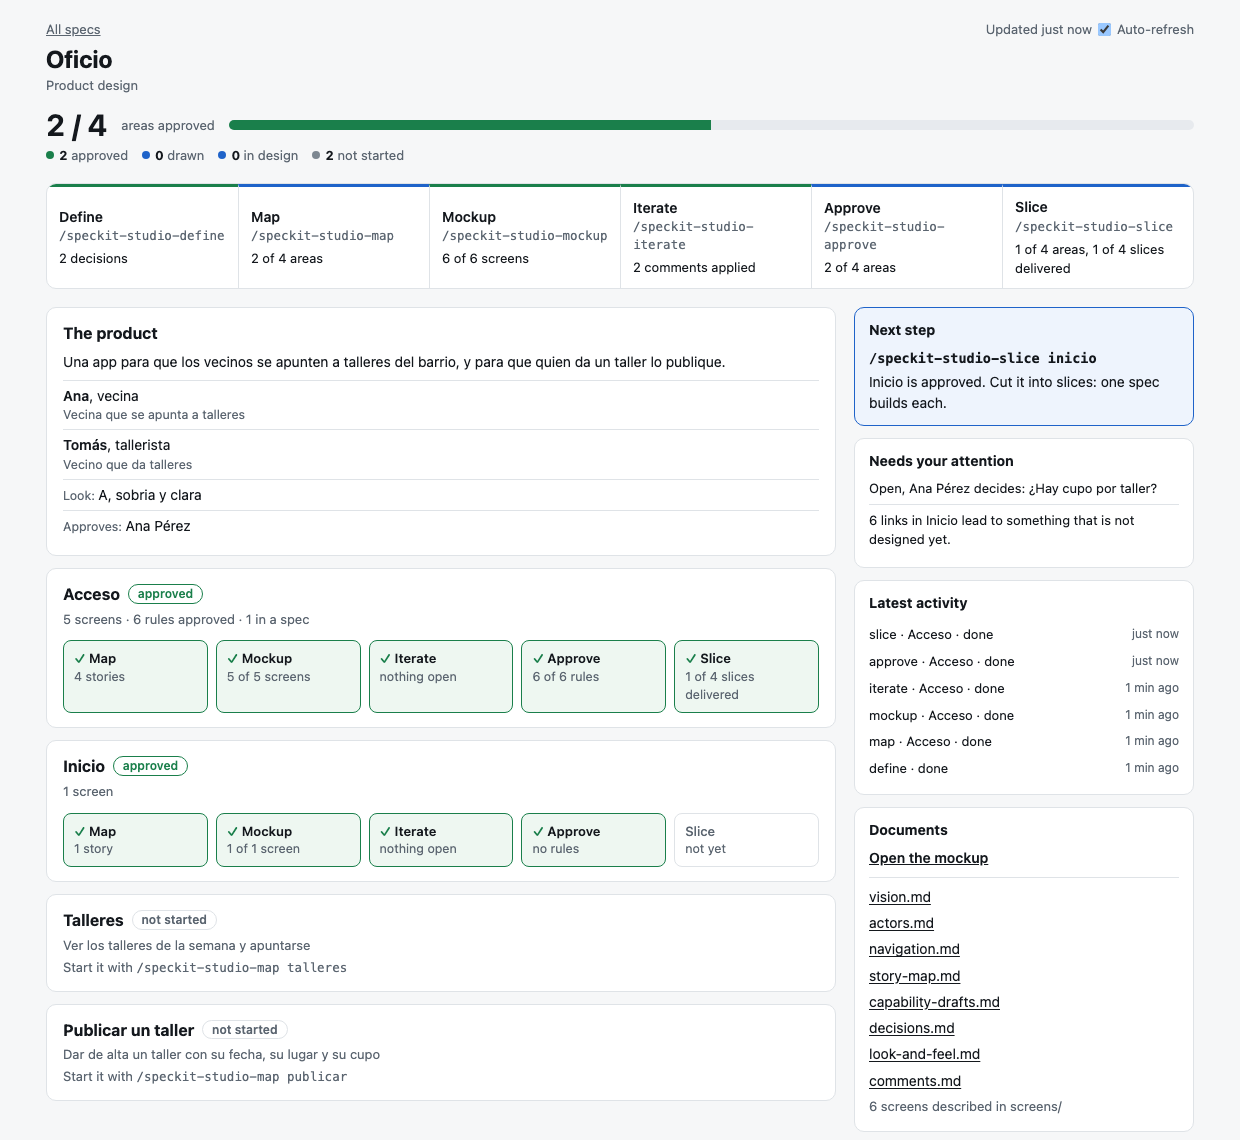 All specs
Updated just now Auto-refresh
Oficio
Product design
2 / 4 areas approved
2 approved 0 drawn 0 in design 2 not started
Define
/speckit-studio-define
2 decisions
Map
/speckit-studio-map
2 of 4 areas
Mockup
/speckit-studio-mockup
6 of 6 screens
Iterate
/speckit-studio-
iterate
2 comments applied
Approve
/speckit-studio-
approve
2 of 4 areas
Slice
/speckit-studio-slice
1 of 4 areas, 1 of 4 slices
delivered
The product
Una app para que los vecinos se apunten a talleres del barrio, y para que quien da un taller lo publique.
Ana, vecina
Vecina que se apunta a talleres
Tomás, tallerista
Vecino que da talleres
Look: A, sobria y clara
Approves: Ana Pérez
Acceso approved
5 screens · 6 rules approved · 1 in a spec
Map
4 stories
Mockup
5 of 5 screens
Iterate
nothing open
Approve
6 of 6 rules
Slice
1 of 4 slices
delivered
Inicio approved
1 screen
Map
1 story
Mockup
1 of 1 screen
Iterate
nothing open
Approve
no rules
Slice
not yet
Talleres not started
Ver los talleres de la semana y apuntarse
Start it with /speckit-studio-map talleres
Publicar un taller not started
Dar de alta un taller con su fecha, su lugar y su cupo
Start it with /speckit-studio-map publicar
Next step
/speckit-studio-slice inicio
Inicio is approved. Cut it into slices: one spec
builds each.
Needs your attention
Open, Ana Pérez decides: ¿Hay cupo por taller?
6 links in Inicio lead to something that is not
designed yet.
Latest activity
slice · Acceso · done just now
approve · Acceso · done just now
iterate · Acceso · done 1 min ago
mockup · Acceso · done 1 min ago
map · Acceso · done 1 min ago
define · done 1 min ago
Documents
Open the mockup
vision.md
actors.md
navigation.md
story-map.md
capability-drafts.md
decisions.md
look-and-feel.md
comments.md
6 screens described in screens/